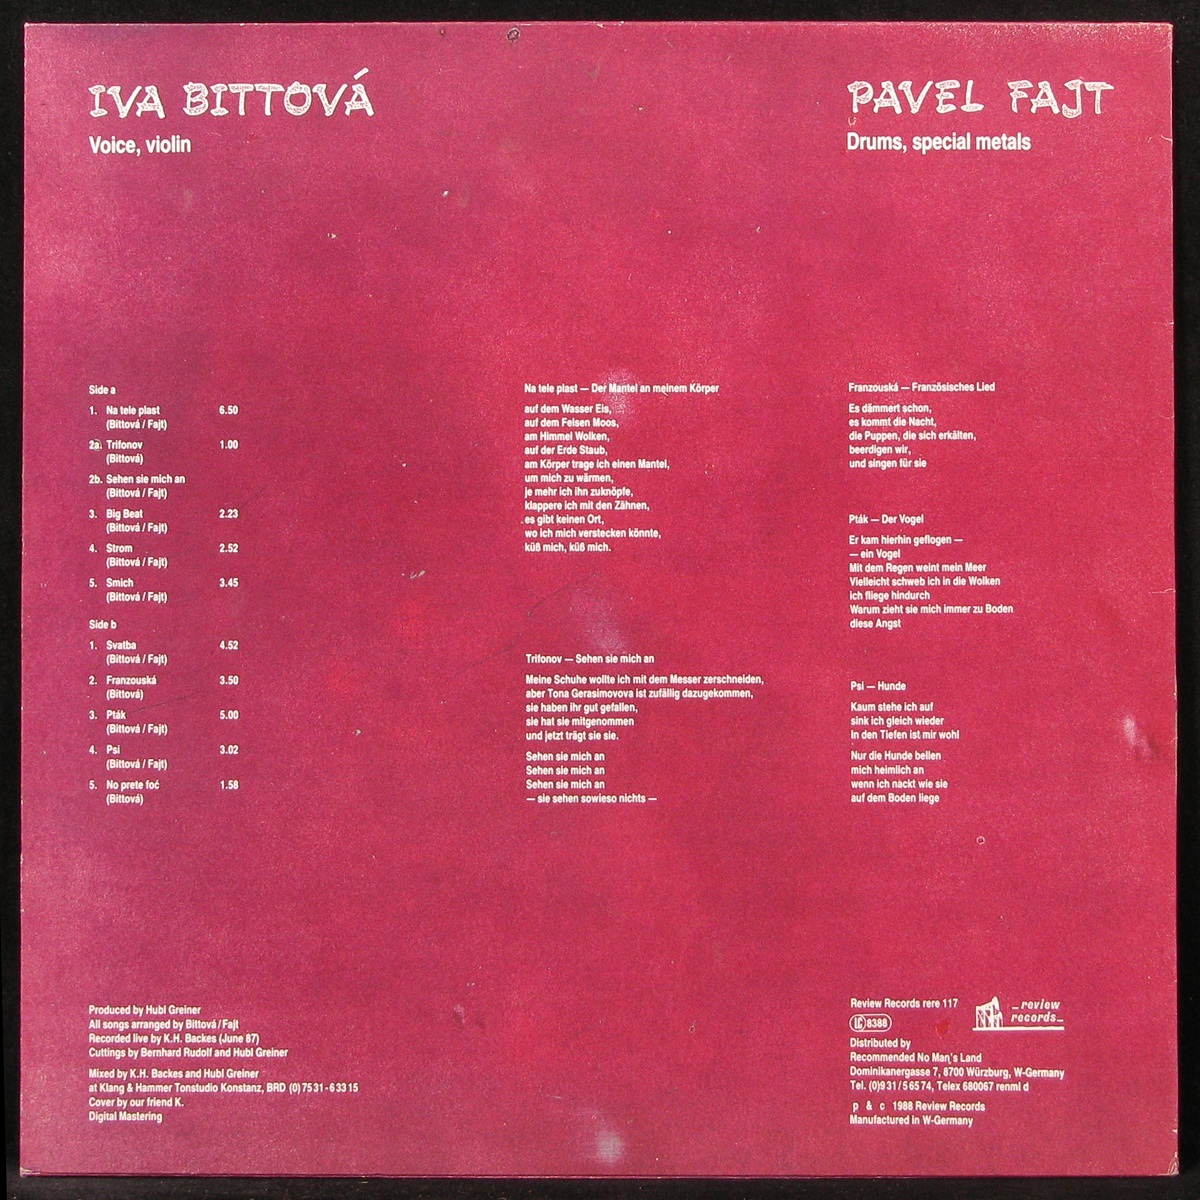 IVA BITTOVÁ
Voice, violin
PAVEL FAJT
Drums, special metals
Side a
1. Na tele plast 6.50
(Bittová / Fajt)
2a. Trifonov 1.00
(Bittová)
2b. Sehen sie mich an
(Bittová / Fajt)
3. Big Beat 2.23
(Bittová / Fajt)
4. Strom 2.52
(Bittová / Fajt)
5. Smich 3.45
(Bittová / Fajt)
Side b
1. Svatba 4.52
(Bittová / Fajt)
2. Franzouská 3.50
(Bittová)
3. Pták 5.00
(Bittová / Fajt)
4. Psi 3.02
(Bittová / Fajt)
5. No prete foć 1.58
(Bittová)
Na tele plast — Der Mantel an meinem Körper
auf dem Wasser Eis,
auf dem Felsen Moos,
am Himmel Wolken,
auf der Erde Staub,
am Körper trage ich einen Mantel,
um mich zu wärmen,
je mehr ich ihn zuknöpfe,
klappere ich mit den Zähnen,
es gibt keinen Ort,
wo ich mich verstecken könnte,
küß mich, küß mich.
Trifonov — Sehen sie mich an
Meine Schuhe wollte ich mit dem Messer zerschneiden,
aber Tona Gerasimovova ist zufällig dazugekommen,
sie haben ihr gut gefallen,
sie hat sie mitgenommen
und jetzt trägt sie sie.
Sehen sie mich an
Sehen sie mich an
Sehen sie mich an
— sie sehen sowieso nichts —
Franzouská — Französisches Lied
Es dämmert schon,
es kommt die Nacht,
die Puppen, die sich erkälten,
beerdigen wir,
und singen für sie
Pták — Der Vogel
Er kam hierhin geflogen —
— ein Vogel
Mit dem Regen weint mein Meer
Vielleicht schweb ich in die Wolken
ich fliege hindurch
Warum zieht sie mich immer zu Boden
diese Angst
Psi — Hunde
Kaum stehe ich auf
sink ich gleich wieder
In den Tiefen ist mir wohl
Nur die Hunde bellen
mich heimlich an
wenn ich nackt wie sie
auf dem Boden liege
Produced by Hubl Greiner
All songs arranged by Bittová / Fajt
Recorded live by K.H. Backes (June 87)
Cuttings by Bernhard Rudolf and Hubl Greiner
Mixed by K.H. Backes and Hubl Greiner
at Klang & Hammer Tonstudio Konstanz, BRD (0) 75 31 - 6 33 15
Cover by our friend K.
Digital Mastering
Review Records rere 117
LC 8388
_review
records_
Distributed by
Recommended No Man's Land
Dominikanergasse 7, 8700 Würzburg, W-Germany
Tel. (0)9 31 / 5 65 74, Telex 680067 renml d
p & c 1988 Review Records
Manufactured in W-Germany